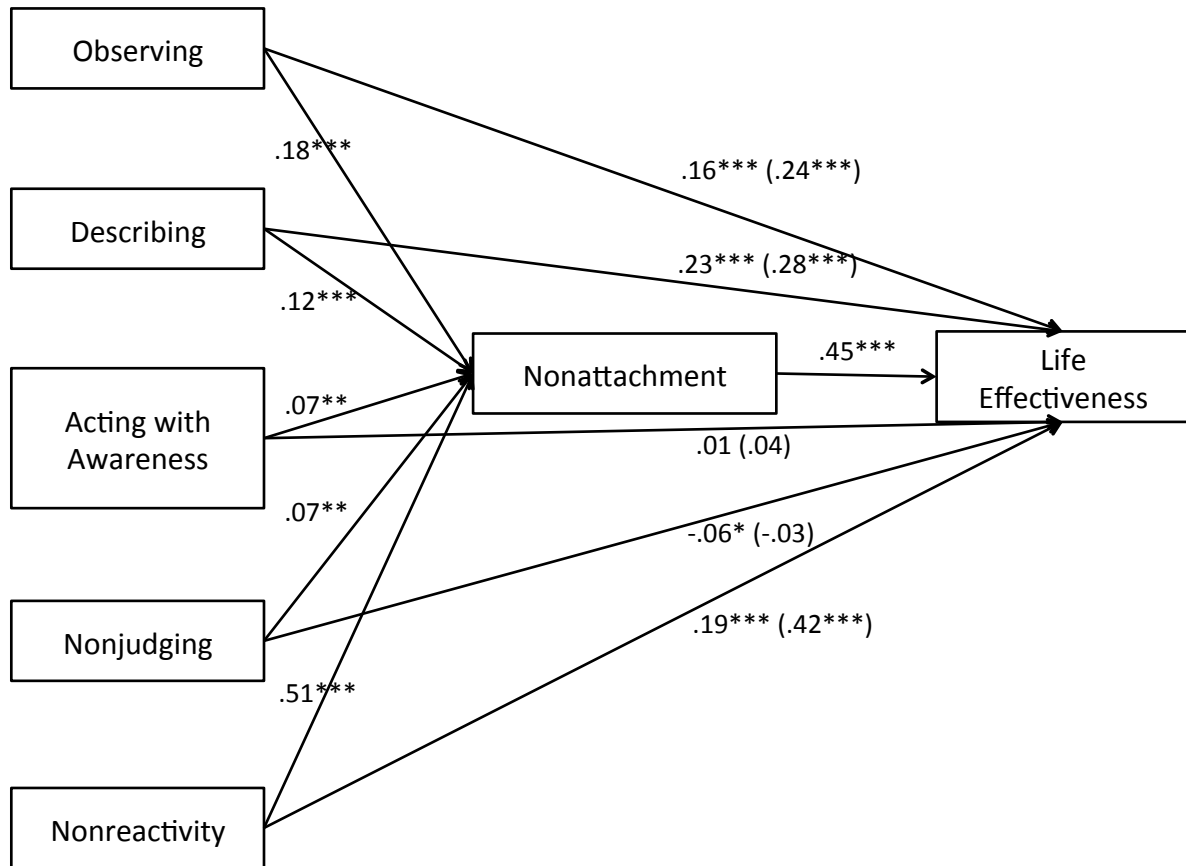 Observing
.18***
.16*** (.24***)
Describing
.23*** (.28***)
.12***
Nonattachment
.45***
Life
Effectiveness
Acting with
Awareness
.07**
.01 (.04)
.07**
-.06* (-.03)
Nonjudging
.19*** (.42***)
.51***
Nonreactivity